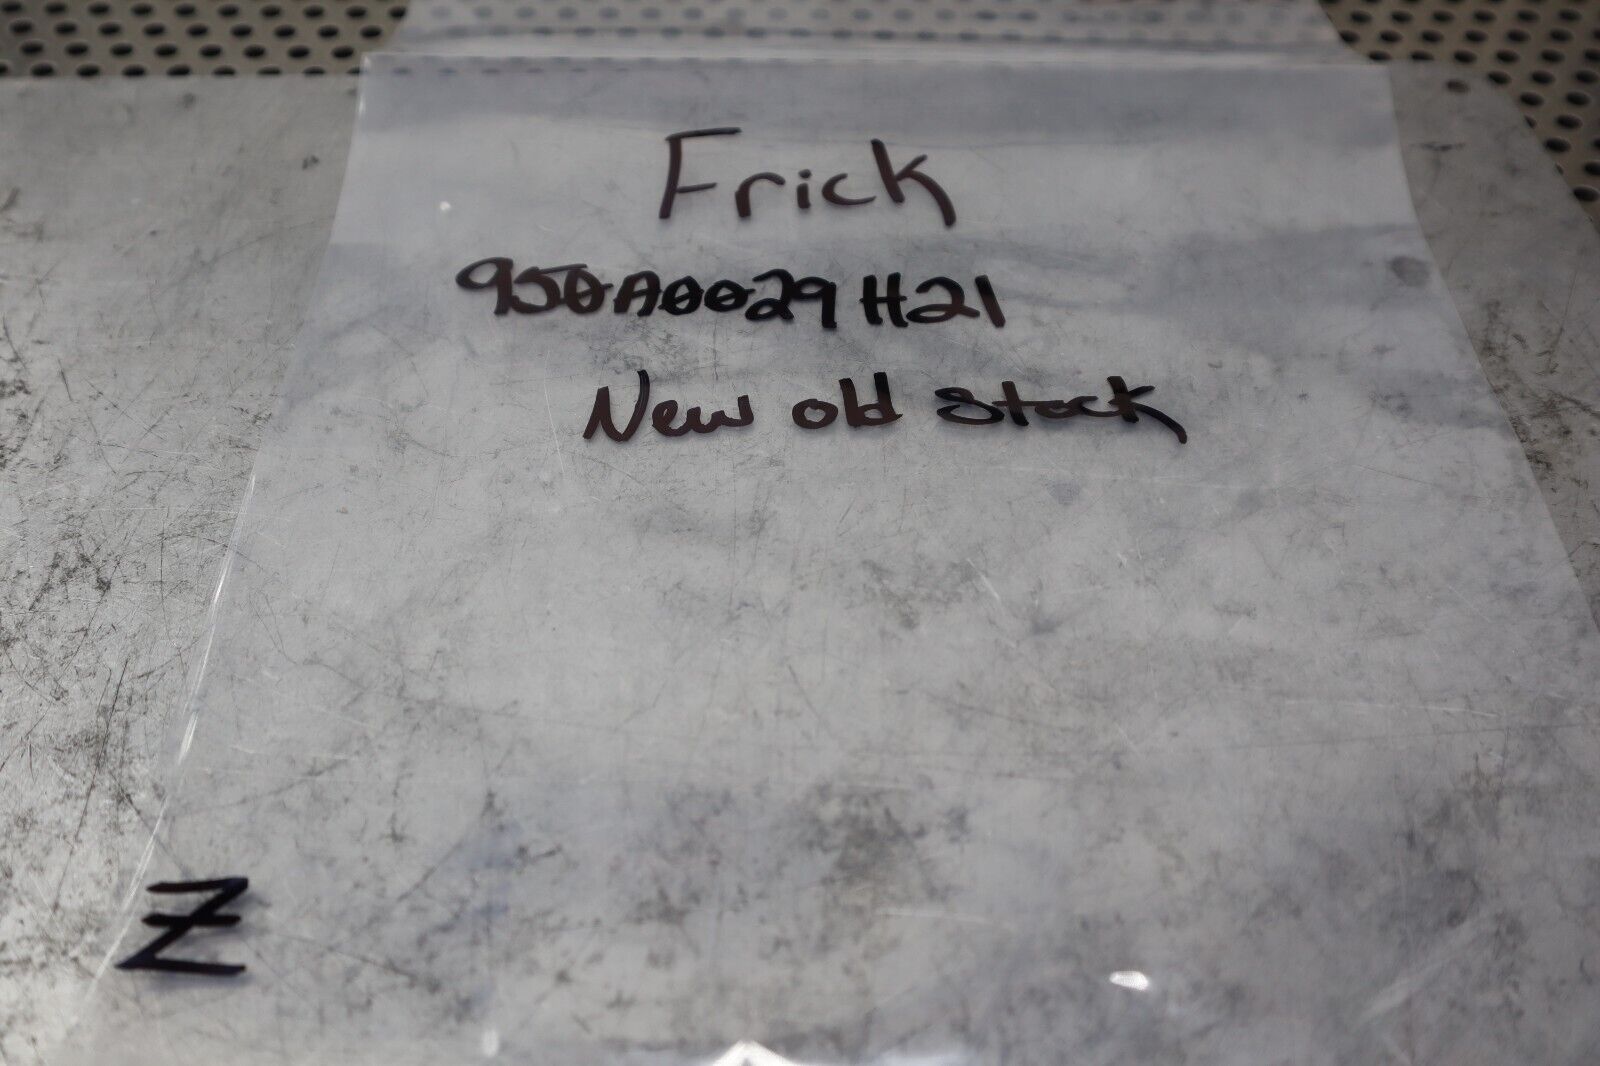 Frick
950A0029H21
New old Stock
Z